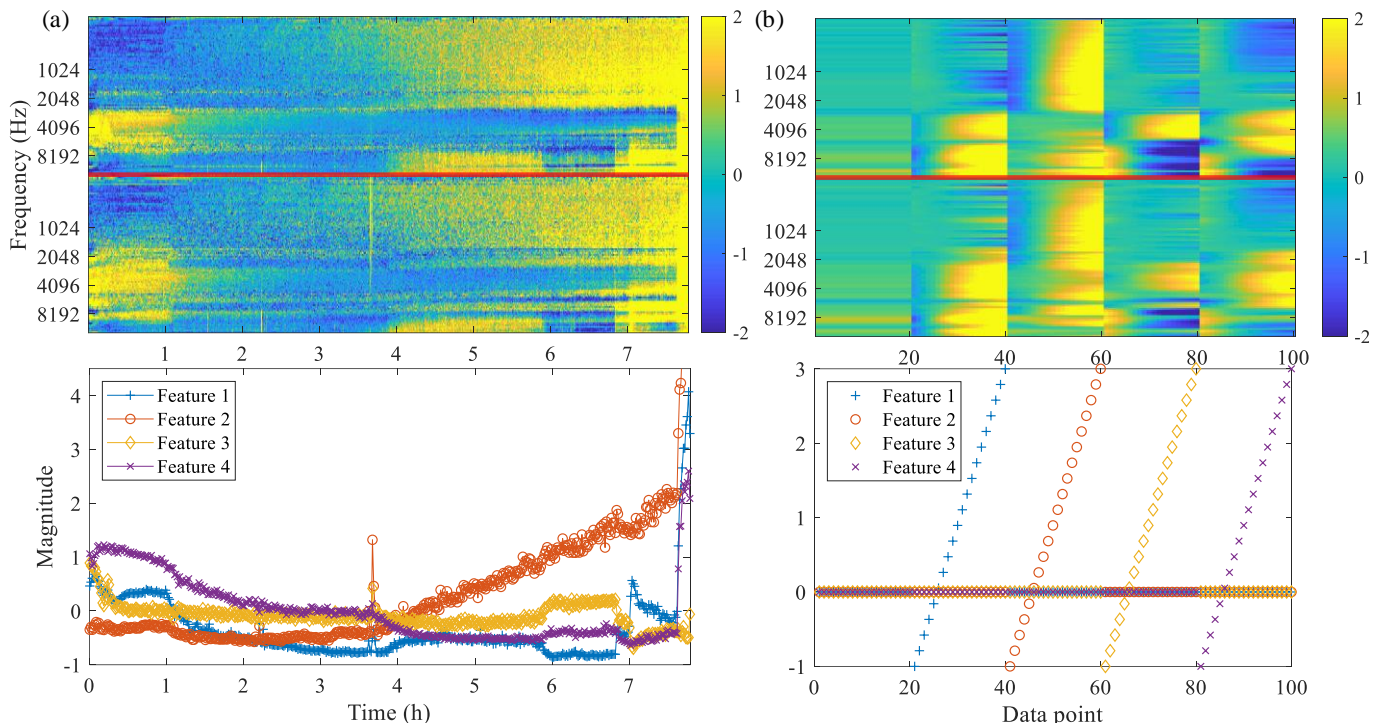 (a)
(b)
Frequency (Hz)
1024
2048
4096
8192
1024
2048
4096
8192
1 2 3 4 5 6 7
2
1
0
-1
-2
1024
2048
4096
8192
1024
2048
4096
8192
20 40 60 80 100
2
1
0
-1
-2
Magnitude
4
3
2
1
0
-1
Feature 1
Feature 2
Feature 3
Feature 4
0 1 2 3 4 5 6 7
Time (h)
3
2
1
0
-1
Feature 1
Feature 2
Feature 3
Feature 4
0 20 40 60 80 100
Data point